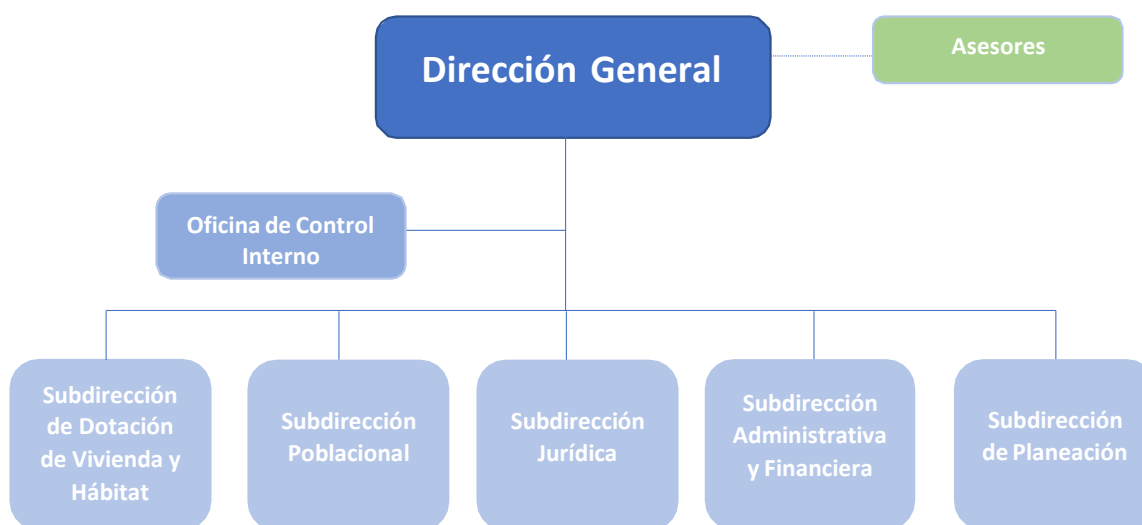 Dirección General
Asesores
Oficina de Control
Interno
Subdirección
de Dotación
de Vivienda y
Hábitat
Subdirección
Poblacional
Subdirección
Jurídica
Subdirección
Administrativa
y Financiera
Subdirección
de Planeación